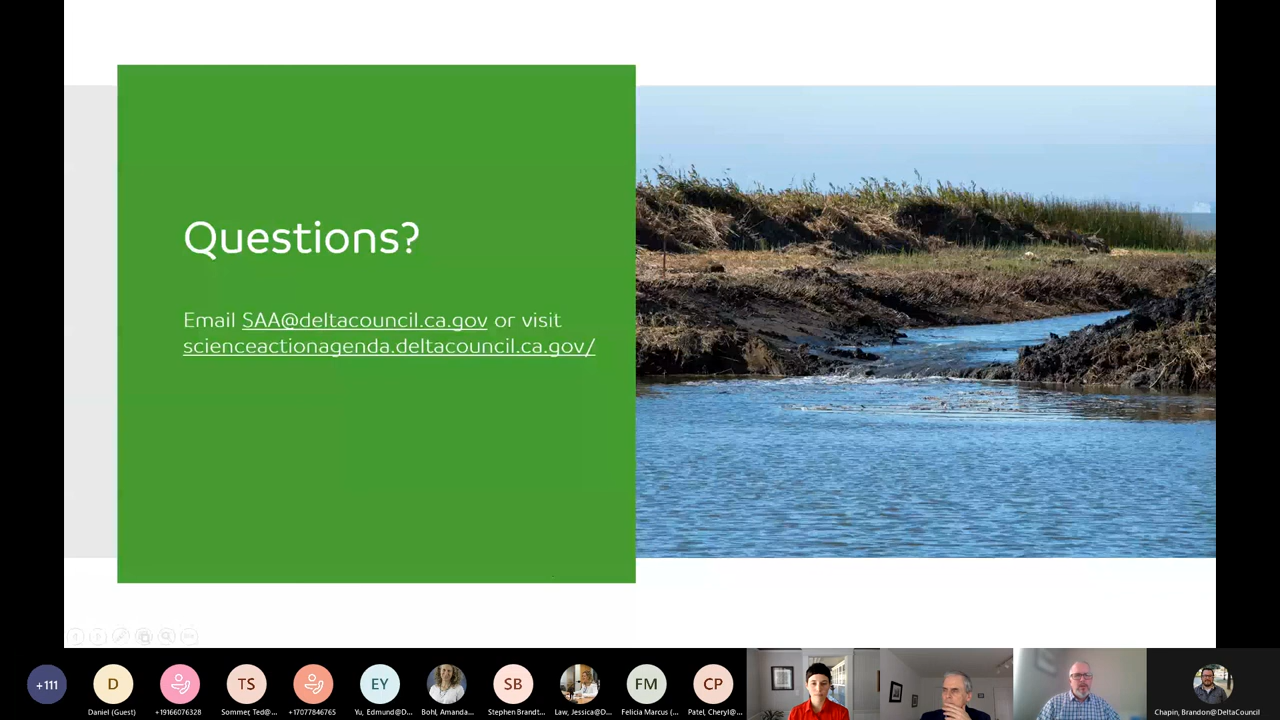 Questions?
Email SAA@deltacouncil.ca.gov or visit
scienceactionagenda.deltacouncil.ca.gov/
+111
D
TS
EY
SB
FM
CP
Daniel (Guest)
+19166076328
Sommer, Ted@...
+17077846765
Yu, Edmund@D...
Bohl, Amanda...
Stephen Brandt...
Law, Jessica@D...
Felicia Marcus (...
Patel, Cheryl@...
Chapin, Brandon@DeltaCouncil